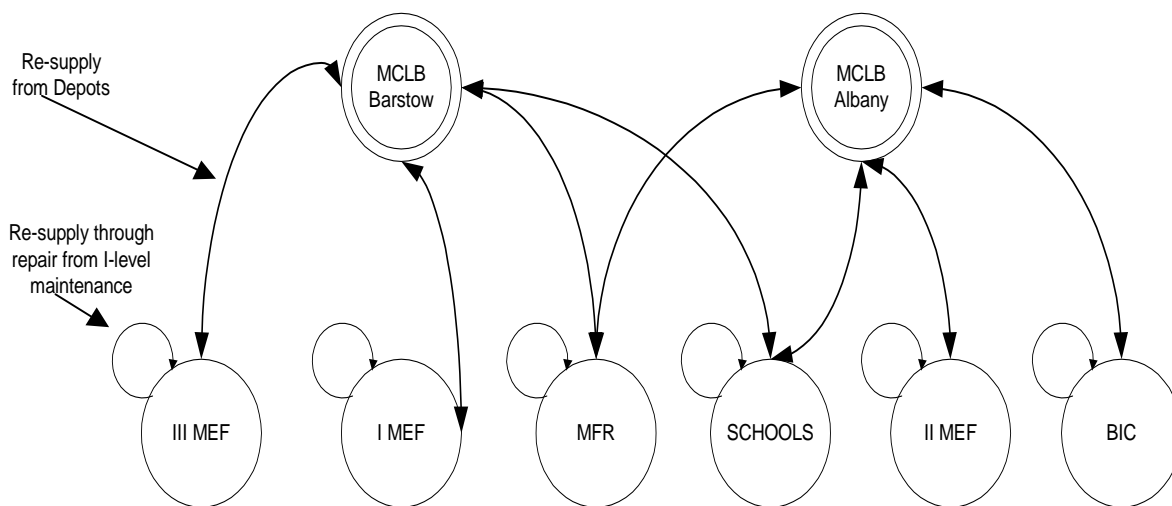 Re-supply
from Depots
MCLB
Barstow
MCLB
Albany
Re-supply through
repair from I-level
maintenance
III MEF
I MEF
MFR
SCHOOLS
II MEF
BIC